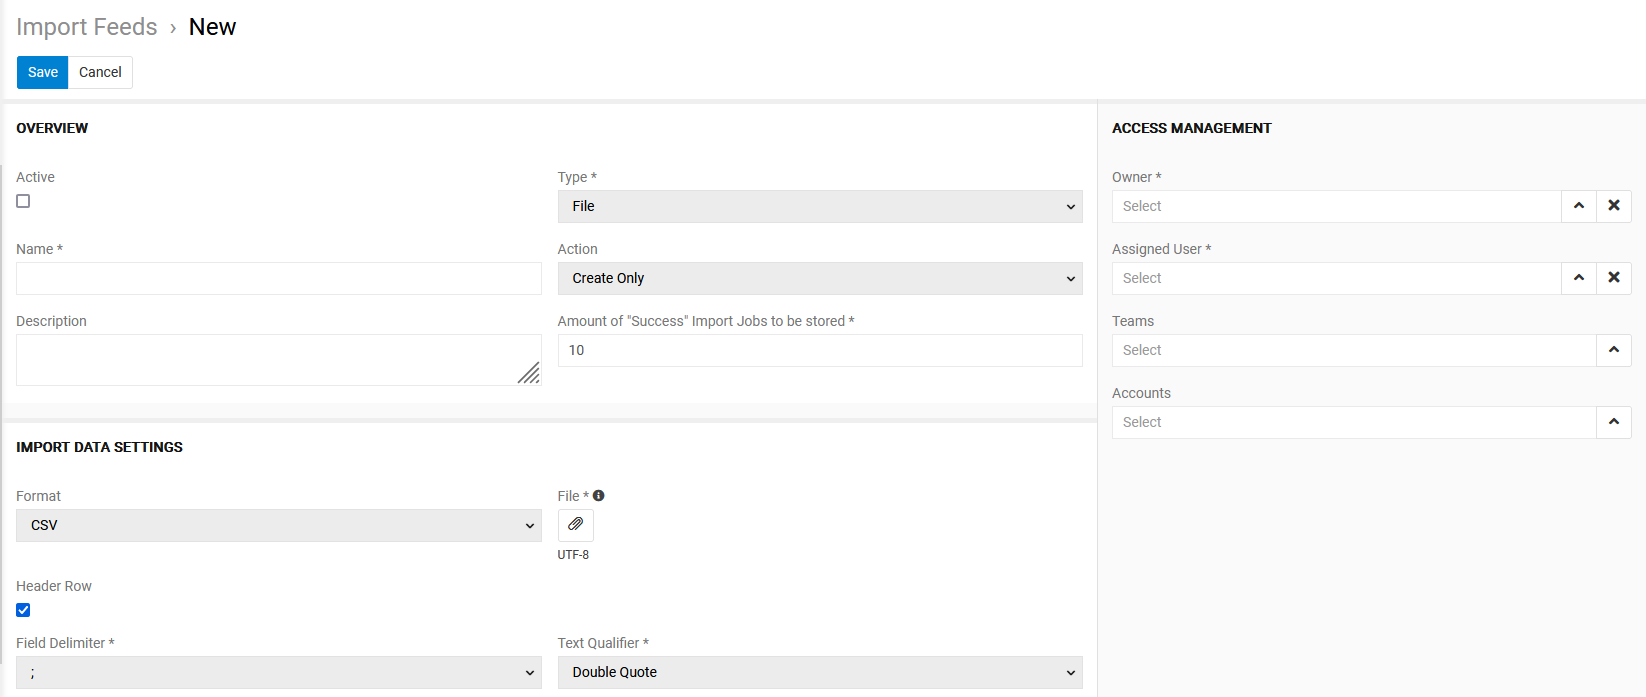 Import Feeds › New
Save Cancel
OVERVIEW
Active
Type *
File
Name *
Action
Create Only
Description
Amount of "Success" Import Jobs to be stored *
10
IMPORT DATA SETTINGS
Format
CSV
File *
UTF-8
Header Row
Field Delimiter *
;
Text Qualifier *
Double Quote
ACCESS MANAGEMENT
Owner *
Select
Assigned User *
Select
Teams
Select
Accounts
Select